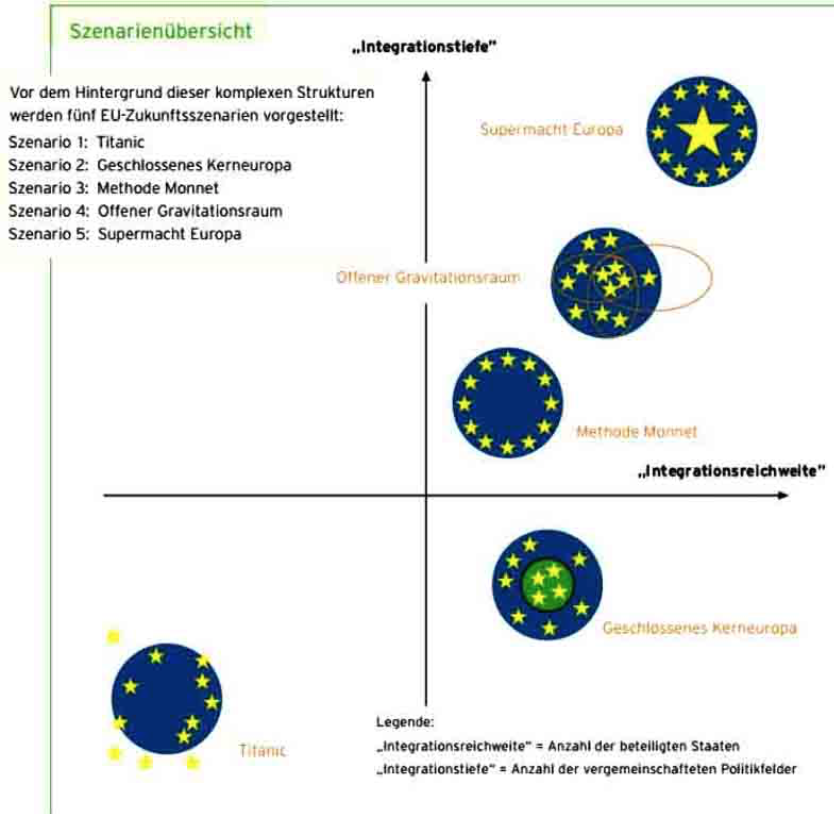 Szenarienübersicht
„Integrationstiefe"
Vor dem Hintergrund dieser komplexen Strukturen
werden fünf EU-Zukunftsszenarien vorgestellt:
Szenario 1: Titanic
Szenario 2: Geschlossenes Kerneuropa
Szenario 3: Methode Monnet
Szenario 4: Offener Gravitationsraum
Szenario 5: Supermacht Europa
Supermacht Europa
Offener Gravitationsraum
Methode Monnet
„Integrationsreichweite"
Geschlossenes Kerneuropa
Titanic
Legende:
„Integrationsreichweite" = Anzahl der beteiligten Staaten
„Integrationstiefe" = Anzahl der vergemeinschafteten Politikfelder